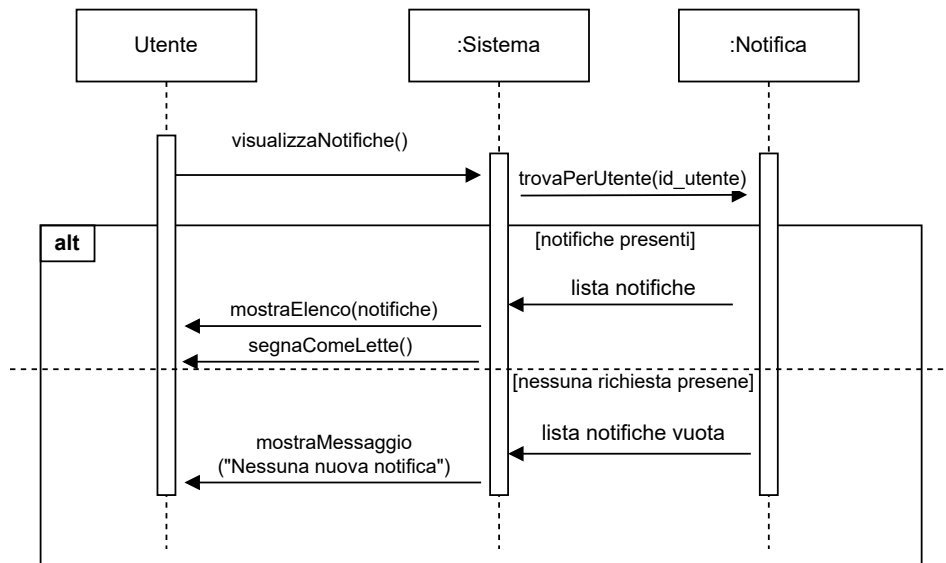 Utente
:Sistema
:Notifica
visualizzaNotifiche()
trovaPerUtente(id_utente)
alt
[notifiche presenti]
lista notifiche
mostraElenco(notifiche)
segnaComeLette()
[nessuna richiesta presene]
lista notifiche vuota
mostraMessaggio
("Nessuna nuova notifica")